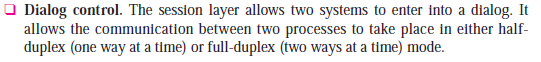 ❑ Dialog control. The session layer allows two systems to enter into a dialog. It
allows the communication between two processes to take place in either half-
duplex (one way at a time) or full-duplex (two ways at a time) mode.